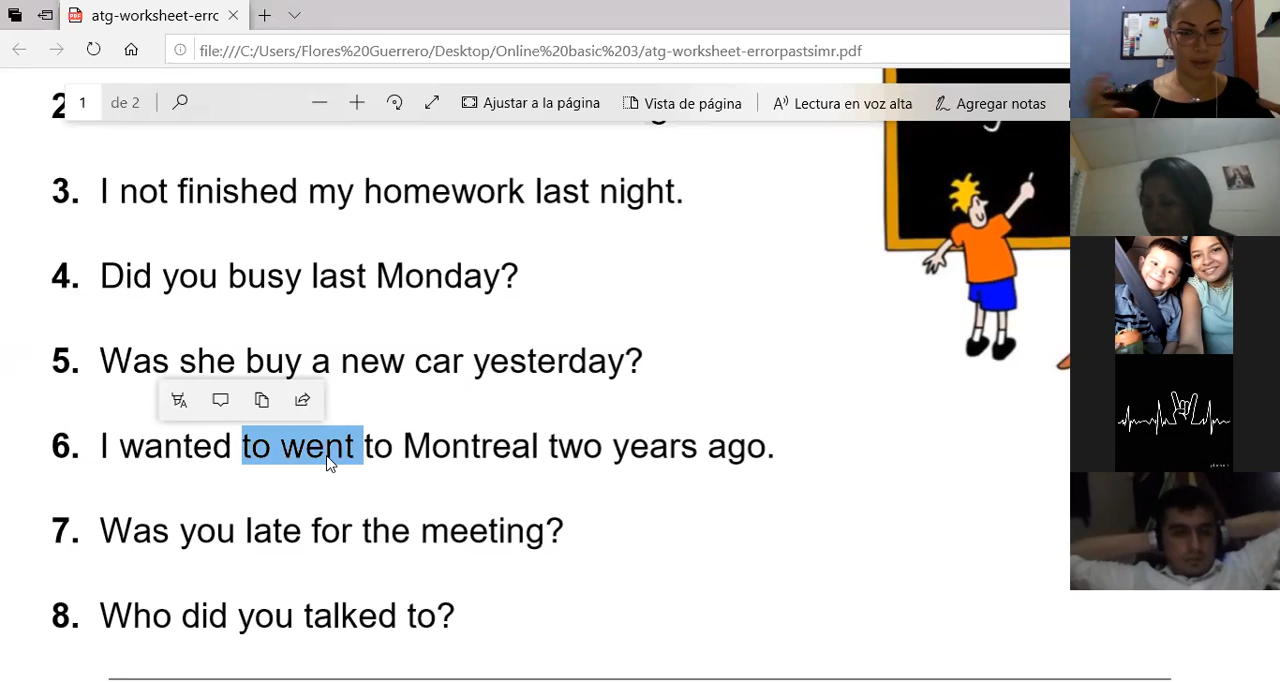 atg-worksheet-errc
file:///C:/Users/Flores%20Guerrero/Desktop/Online%20basic%203/atg-worksheet-errorpastsimr.pdf
1 de 2 Ajustar a la página Vista de página Lectura en voz alta Agregar notas
2
3. I not finished my homework last night.
4. Did you busy last Monday?
5. Was she buy a new car yesterday?
6. I wanted to went to Montreal two years ago.
7. Was you late for the meeting?
8. Who did you talked to?